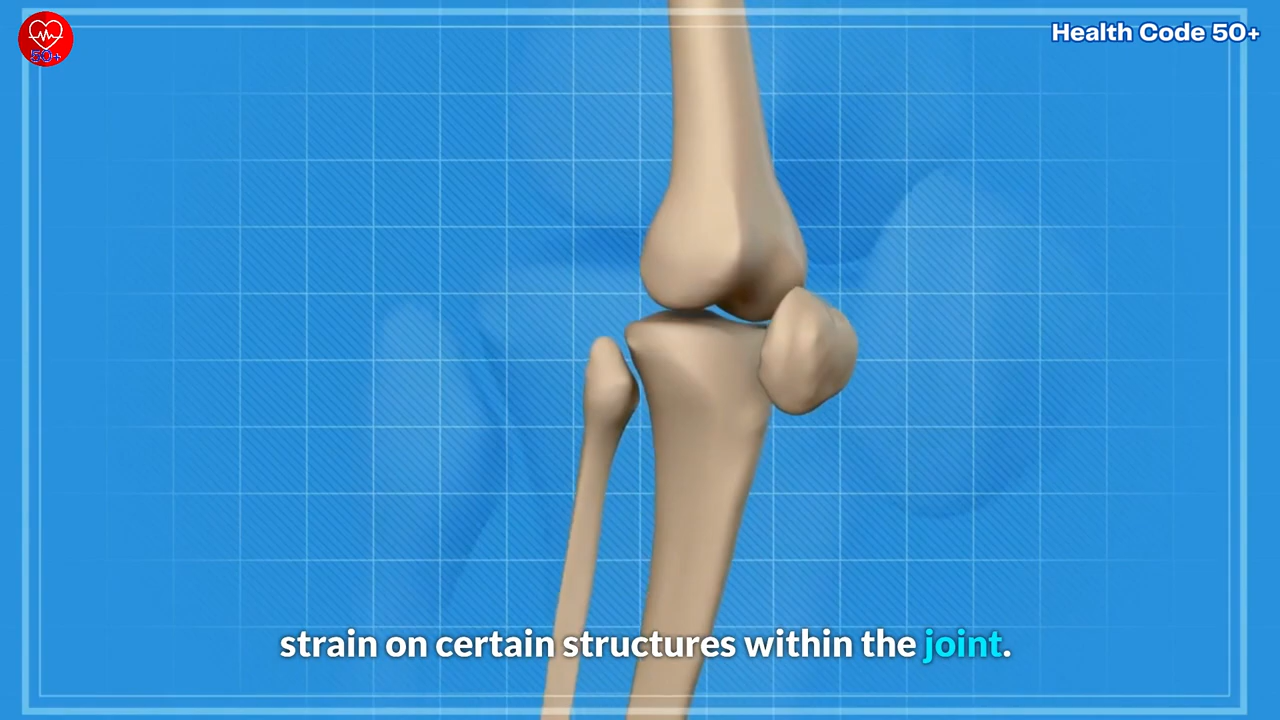 Health Code 50+
50+
strain on certain structures within the joint.